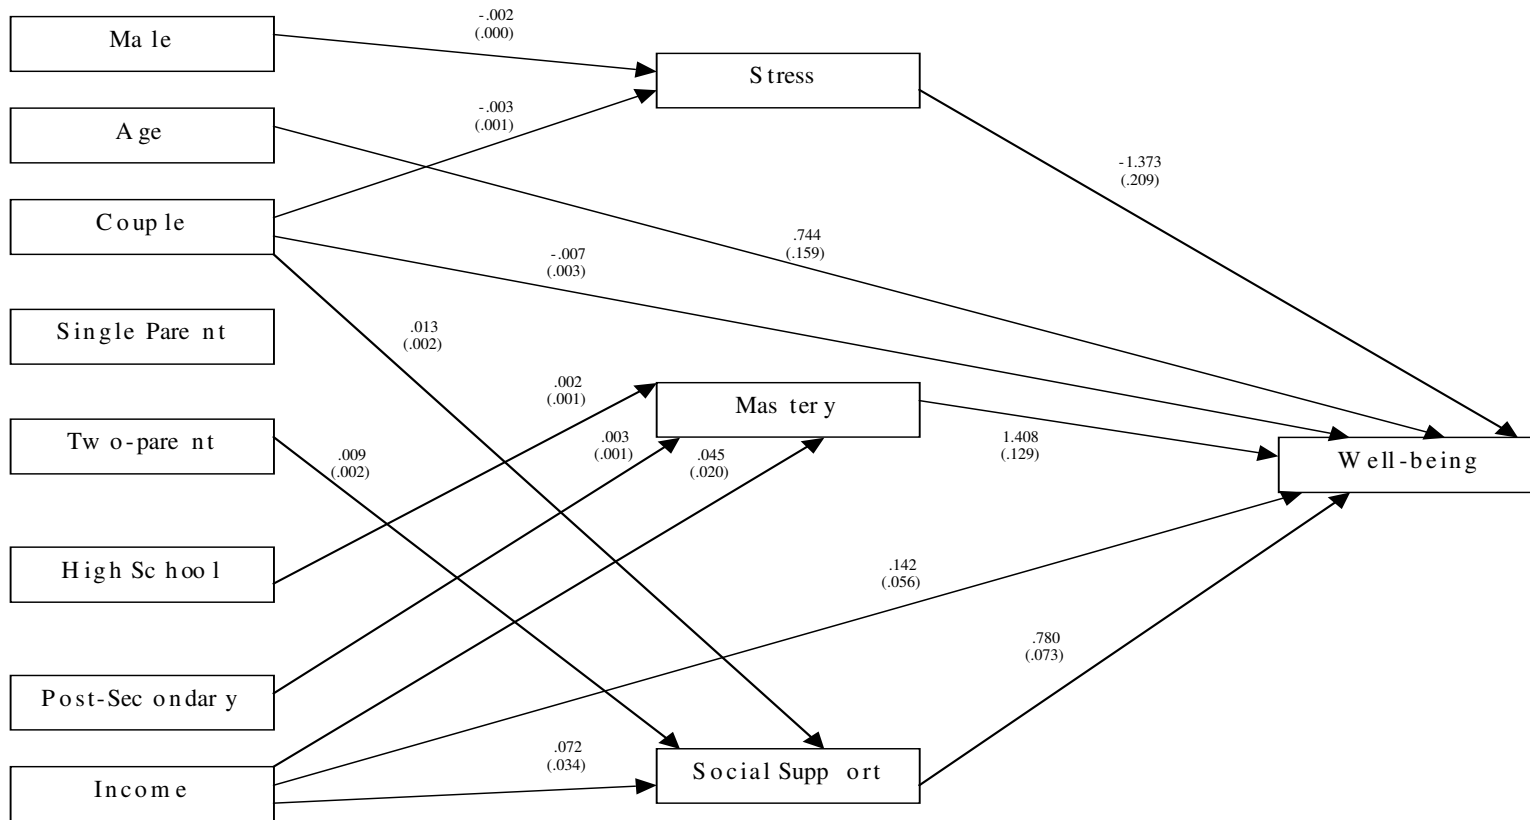 Male
-.002
(.000)
Stress
Age
-.003
(.001)
-1.373
(.209)
Couple
.744
(.159)
-.007
(.003)
Single Parent
.013
(.002)
.002
(.001)
Mastery
Two-parent
.009
(.002)
.003
(.001)
.045
(.020)
1.408
(.129)
Well-being
High School
.142
(.056)
.780
(.073)
Post-Secondary
.072
(.034)
Social Support
Income